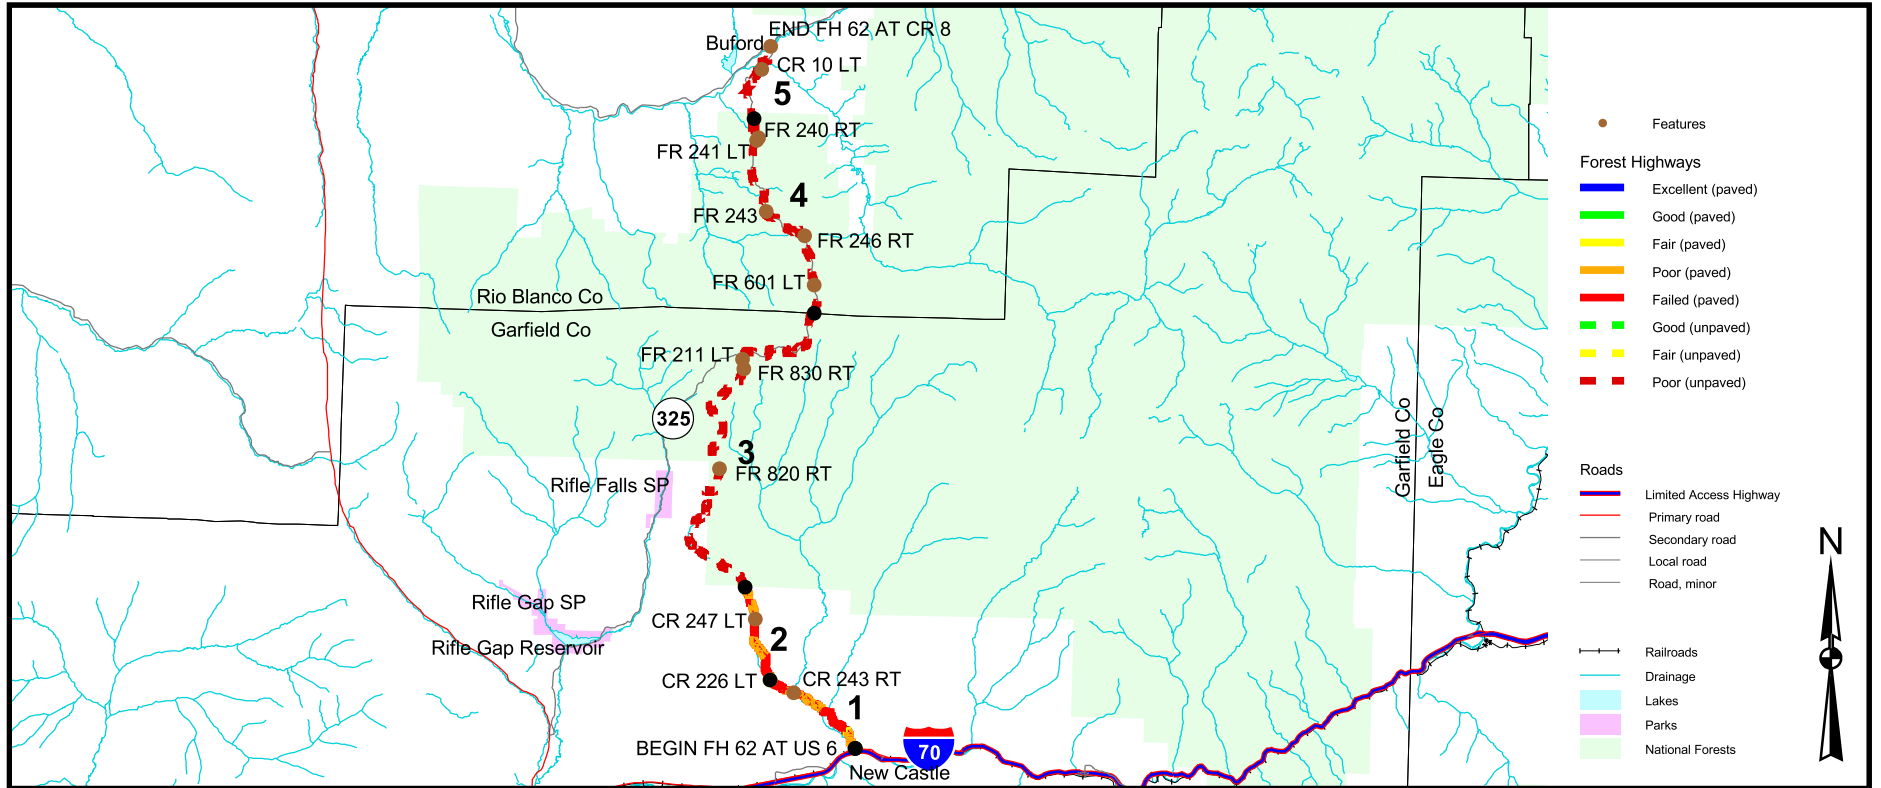 END FH 62 AT CR 8
Buford
CR 10 LT
5
FR 240 RT
FR 241 LT
4
FR 243
FR 246 RT
FR 601 LT
Rio Blanco Co
Garfield Co
FR 211 LT
FR 830 RT
325
3
FR 820 RT
Rifle Falls SP
Garfield Co
Eagle Co
Rifle Gap SP
CR 247 LT
2
Rifle Gap Reservoir
CR 226 LT
CR 243 RT
1
BEGIN FH 62 AT US 6
70
New Castle
Features
Forest Highways
Excellent (paved)
Good (paved)
Fair (paved)
Poor (paved)
Failed (paved)
Good (unpaved)
Fair (unpaved)
Poor (unpaved)
Roads
Limited Access Highway
Primary road
Secondary road
Local road
Road, minor
Railroads
Drainage
Lakes
Parks
National Forests
N